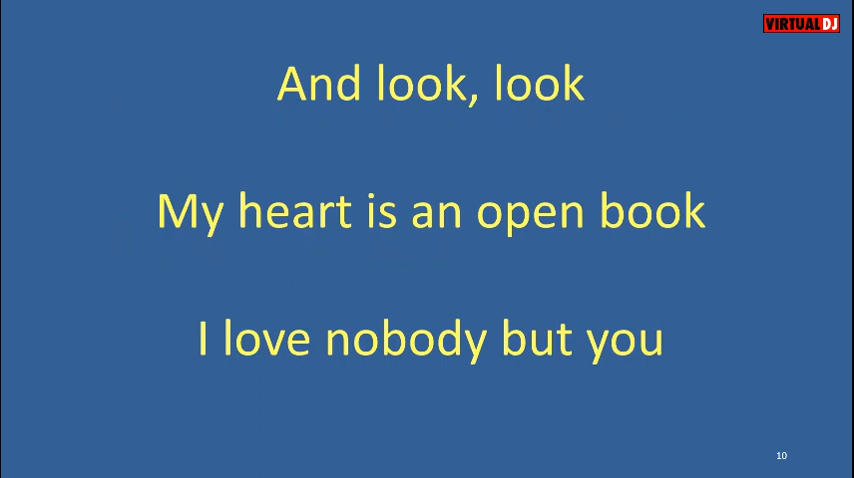 VIRTUAL DJ
And look, look
My heart is an open book
I love nobody but you
10